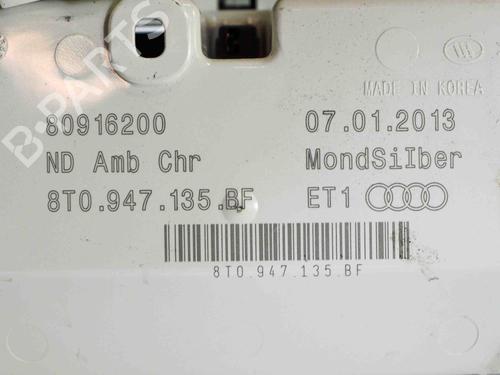 B-PARTS
MADE IN KOREA
80916200 07.01.2013
ND Amb Chr MondSilber
8T0.947.135.BF ET1
8T0.947.135.BF